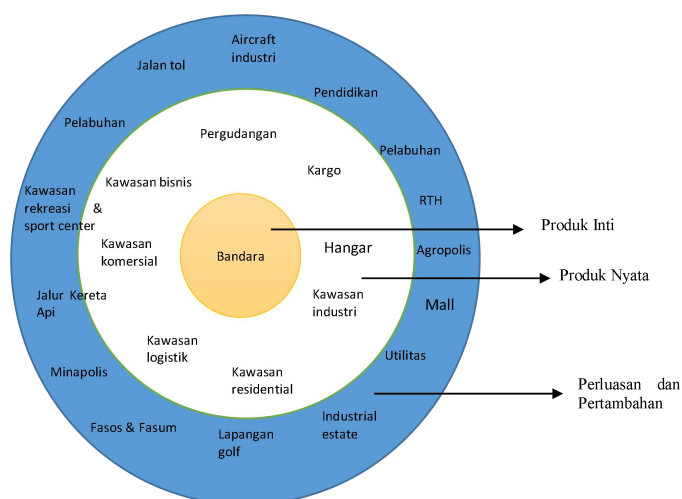 Aircraft
industri
Jalan tol
Pendidikan
Pelabuhan
Pergudangan
Pelabuhan
Kargo
Kawasan bisnis
Kawasan
rekreasi &
sport center
RTH
Produk Inti
Kawasan
komersial
Bandara
Hangar
Agropolis
Produk Nyata
Jalur Kereta
Api
Kawasan
industri
Mall
Kawasan
logistik
Utilitas
Minapolis
Kawasan
residential
Perluasan dan
Pertambahan
Fasos & Fasum
Lapangan
golf
Industrial
estate